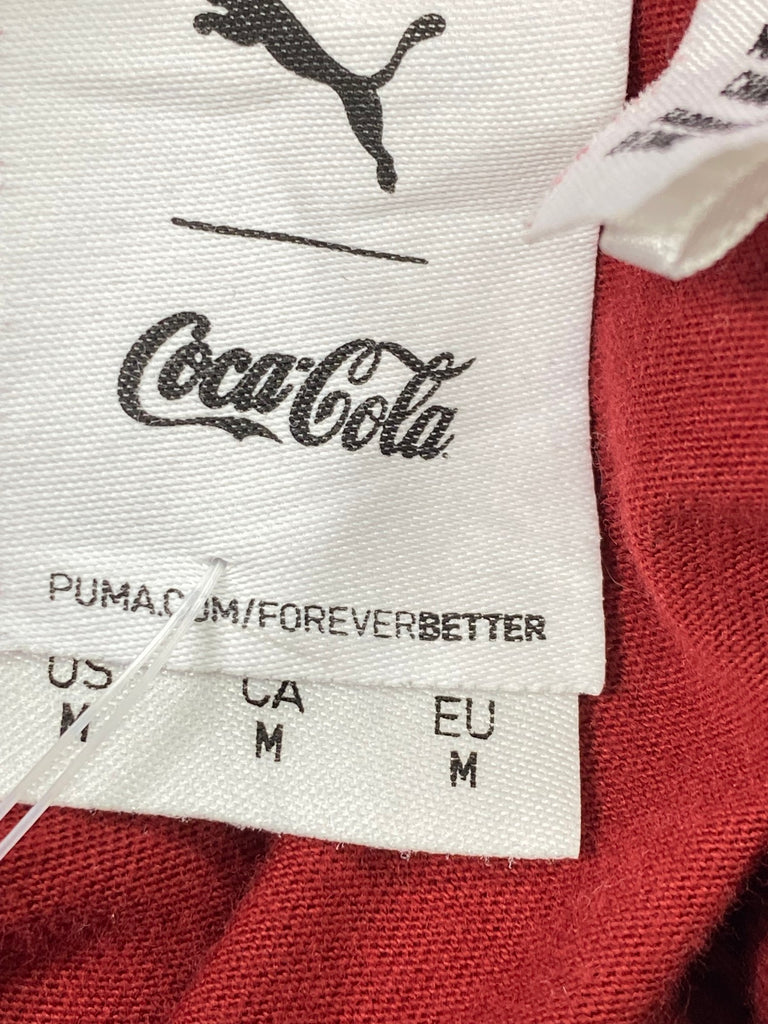 Coca-Cola
PUMA.COM/FOREVERBETTER
US CA EU
M M M